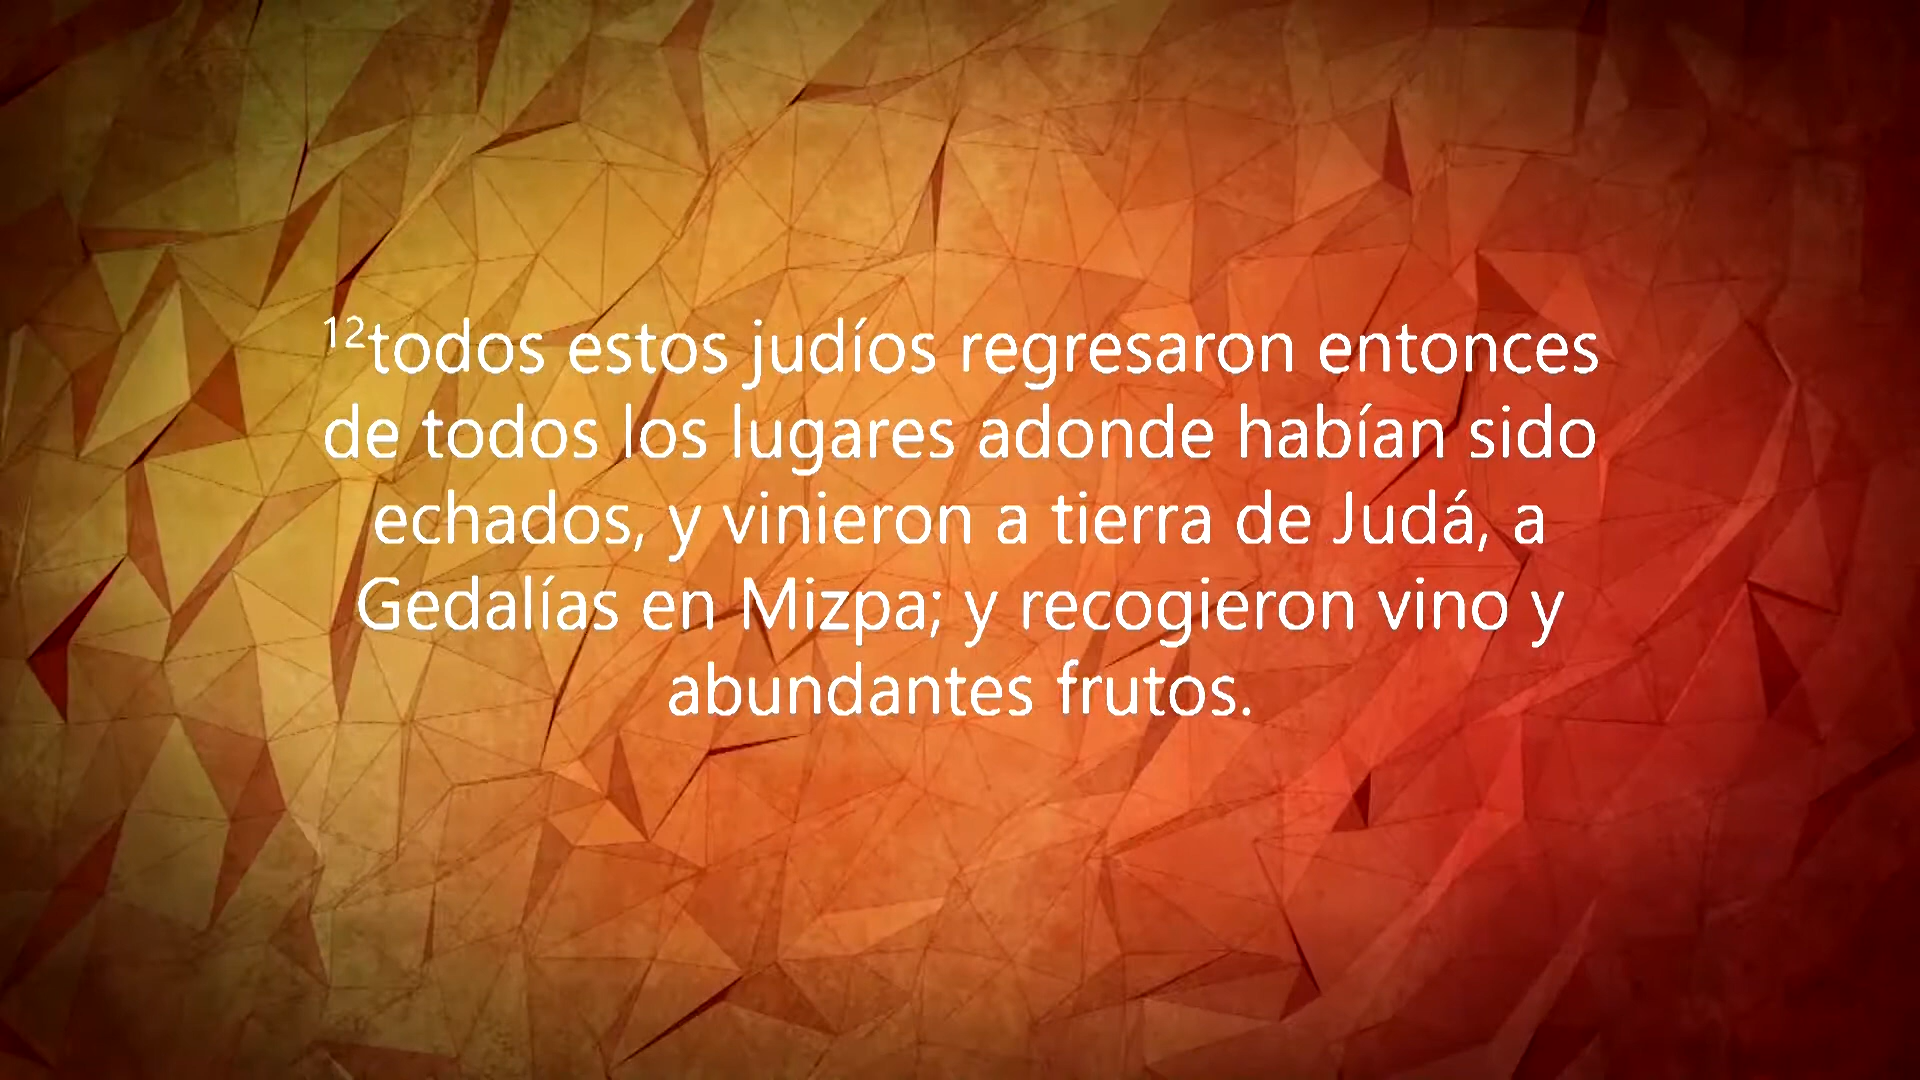 ¹²todos estos judíos regresaron entonces
de todos los lugares adonde habían sido
echados, y vinieron a tierra de Judá, a
Gedalías en Mizpa; y recogieron vino y
abundantes frutos.